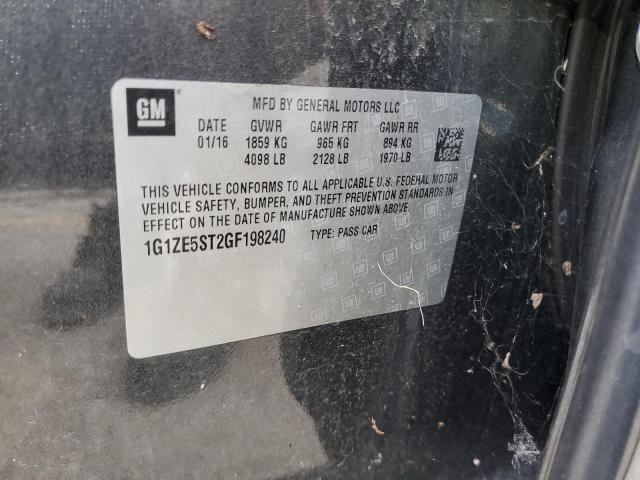 GM
MFD BY GENERAL MOTORS LLC
DATE GVWR GAWR FRT GAWR RR
01/16 1859 KG 965 KG 894 KG
4098 LB 2128 LB 1970 LB
THIS VEHICLE CONFORMS TO ALL APPLICABLE U.S. FEDERAL MOTOR
VEHICLE SAFETY, BUMPER, AND THEFT PREVENTION STANDARDS IN
EFFECT ON THE DATE OF MANUFACTURE SHOWN ABOVE.
1G1ZE5ST2GF198240 TYPE: PASS CAR